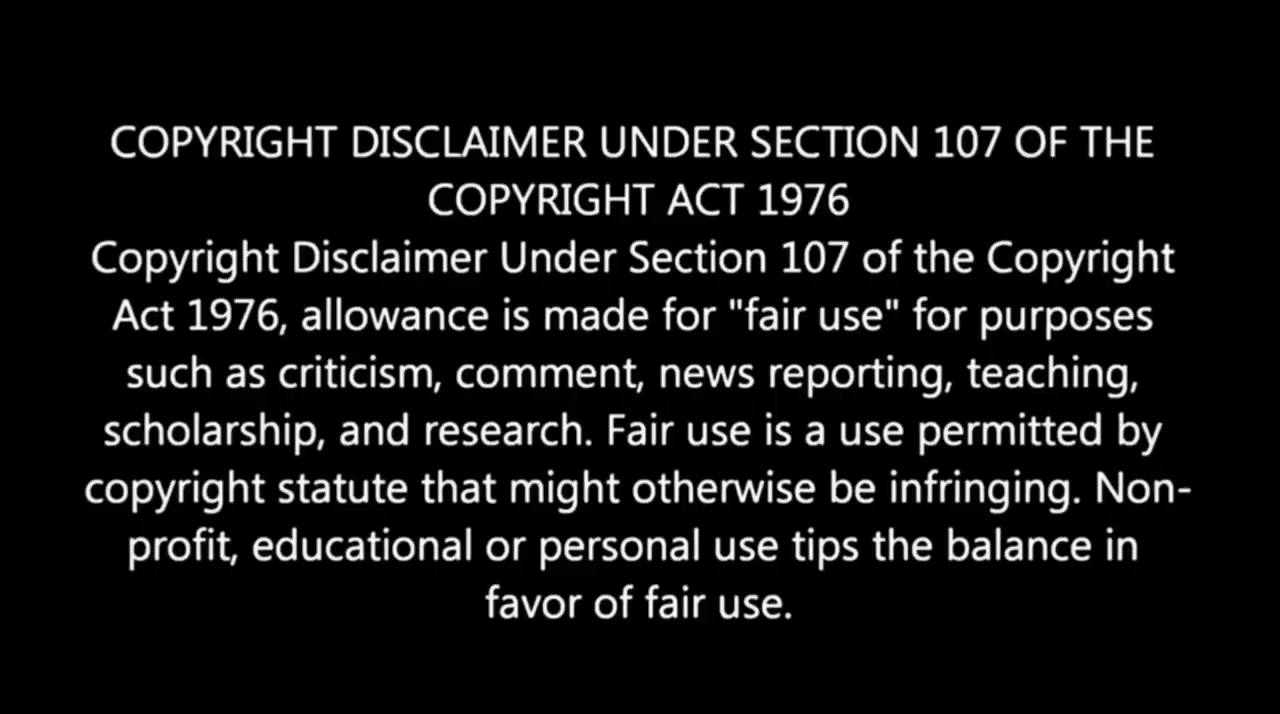 COPYRIGHT DISCLAIMER UNDER SECTION 107 OF THE
COPYRIGHT ACT 1976
Copyright Disclaimer Under Section 107 of the Copyright
Act 1976, allowance is made for "fair use" for purposes
such as criticism, comment, news reporting, teaching,
scholarship, and research. Fair use is a use permitted by
copyright statute that might otherwise be infringing. Non-
profit, educational or personal use tips the balance in
favor of fair use.